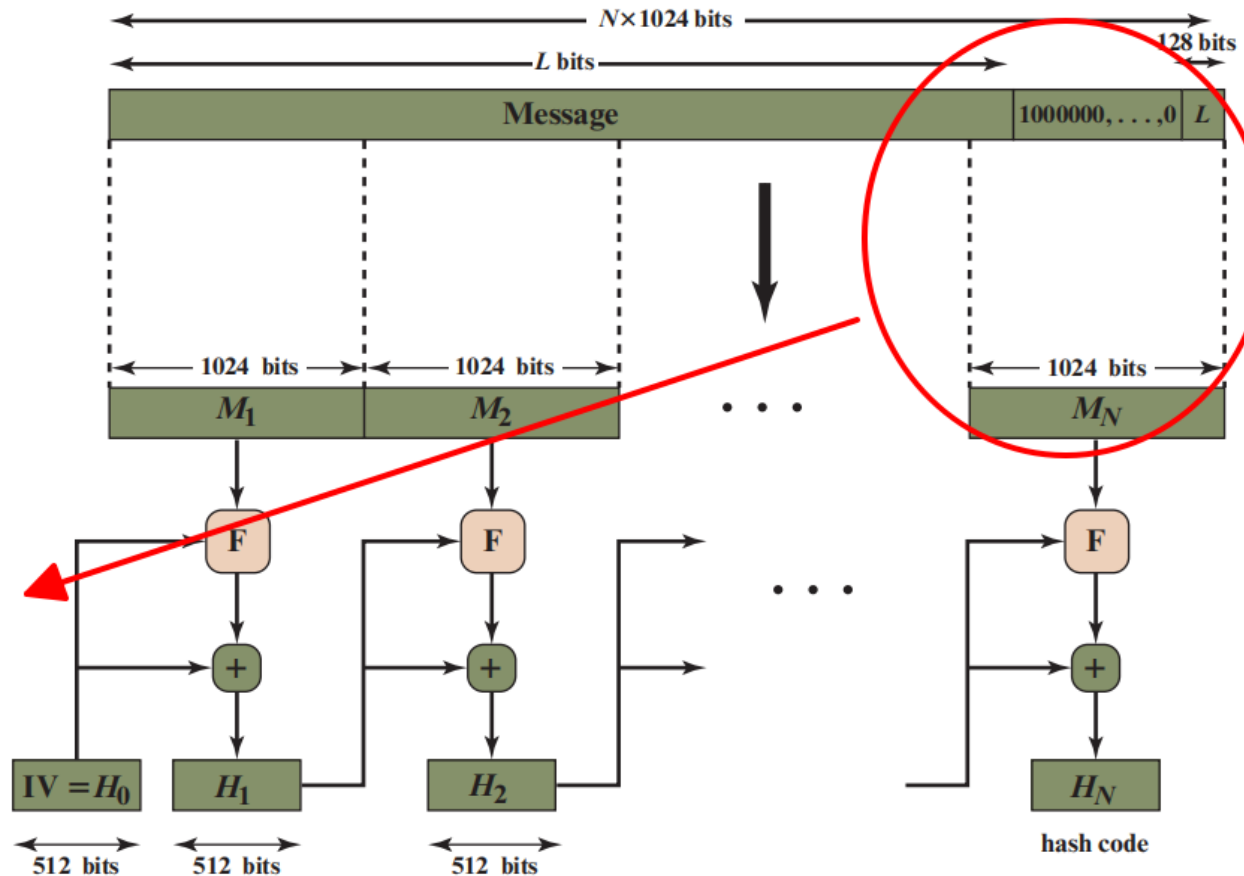 N×1024 bits
128 bits
L bits
Message 1000000, . . . ,0 L
1024 bits 1024 bits 1024 bits
M1 M2 . . . MN
F F F
. . .
+ + +
IV = H0 H1 H2 HN
512 bits 512 bits 512 bits hash code